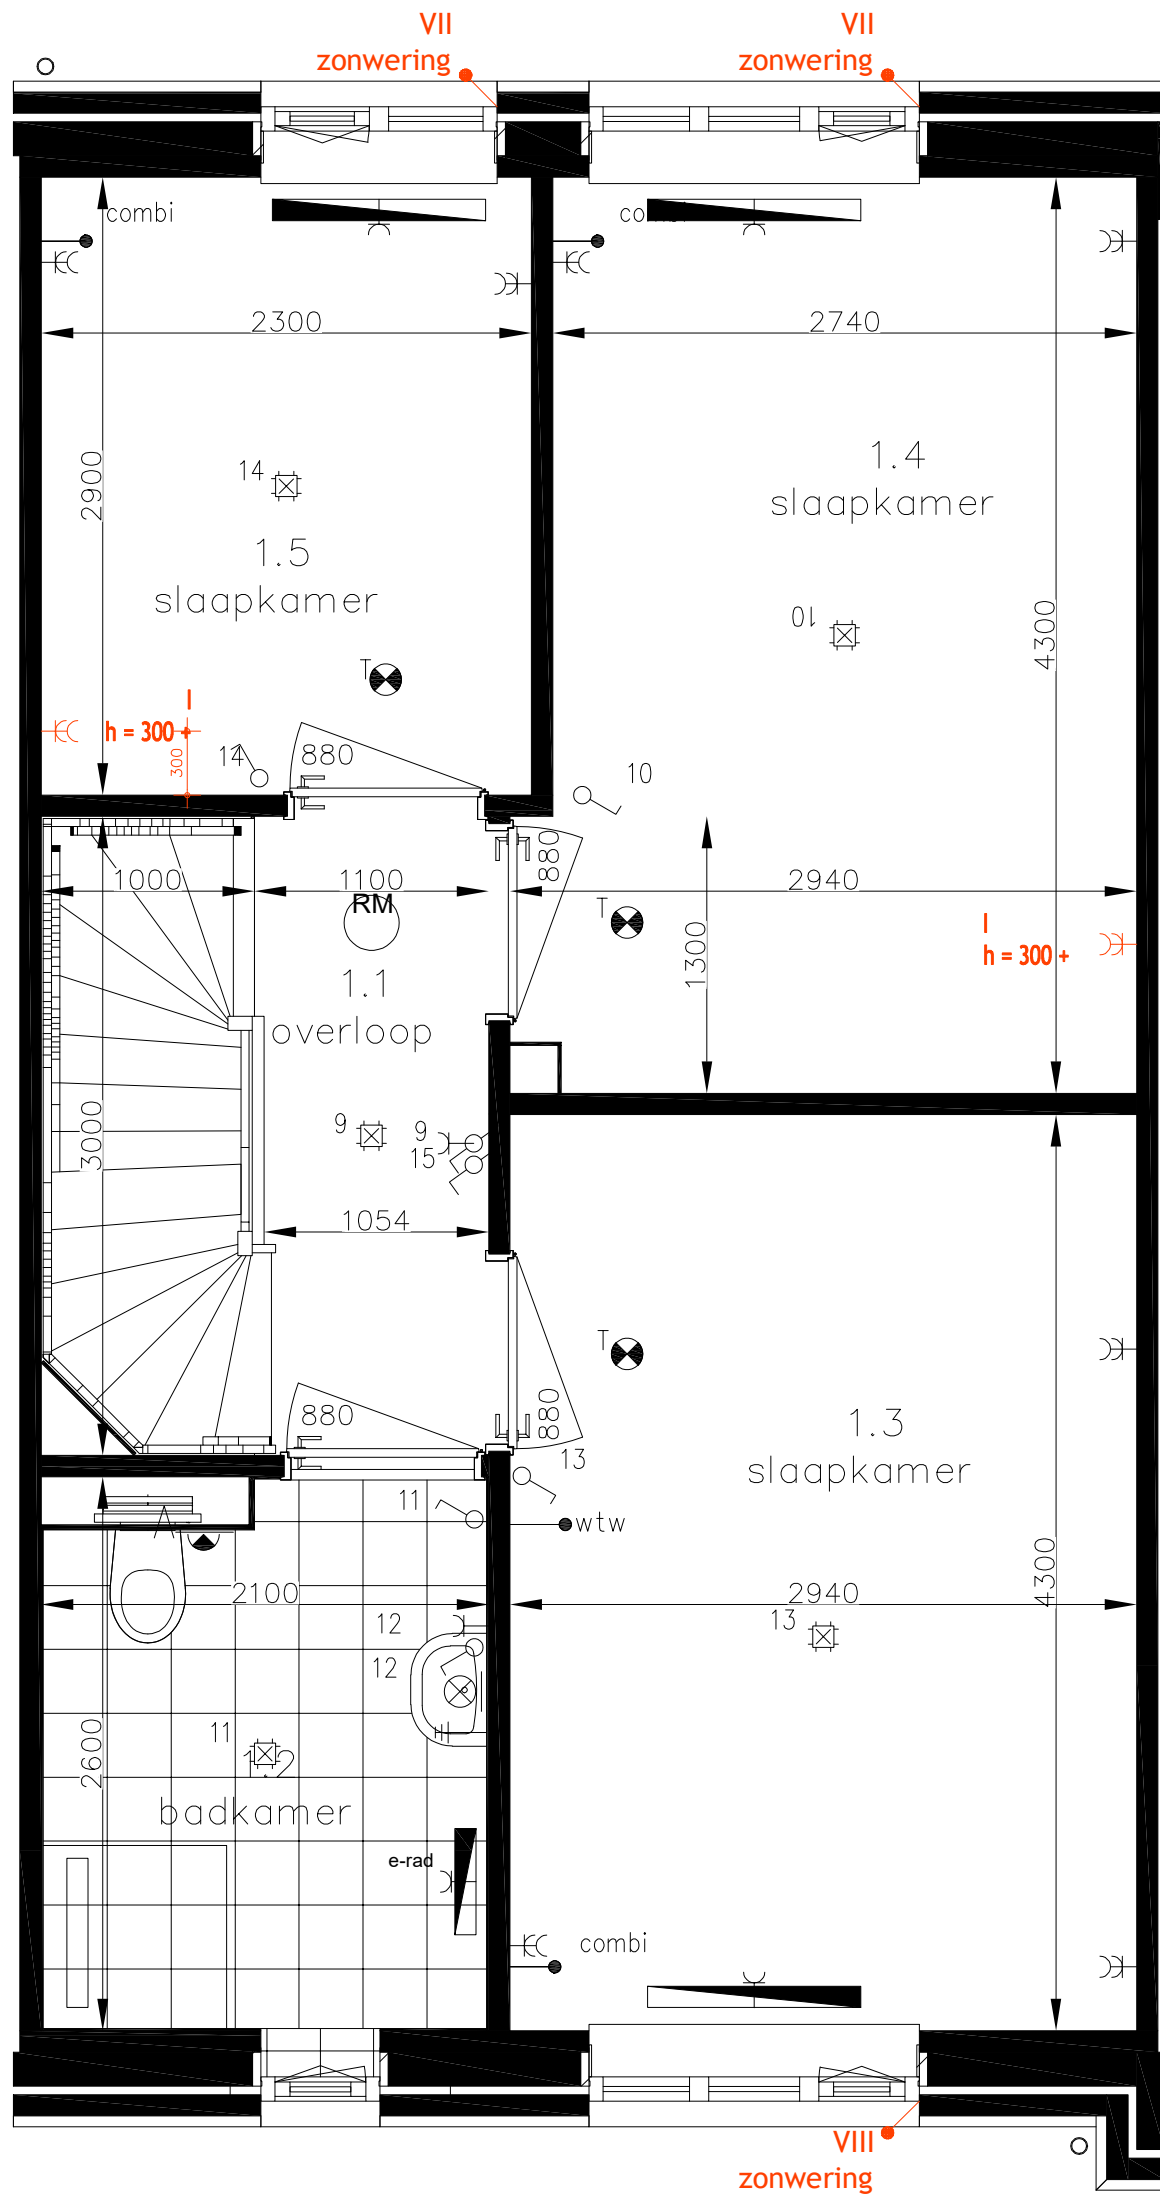 VII
zonwering
VII
zonwering
combi
combi
2300
2740
2900
14
1.5
slaapkamer
1.4
slaapkamer
10
4300
T
I
h = 300 +
300
14
880
10
1000
1100
RM
880
2940
T
1300
I
h = 300 +
1.1
overloop
3000
9
9
15
1054
T
880
880
13
1.3
slaapkamer
11
wtw
2100
2940
4300
12
13
12
11
1.2
2600
badkamer
e-rad
combi
VIII
zonwering